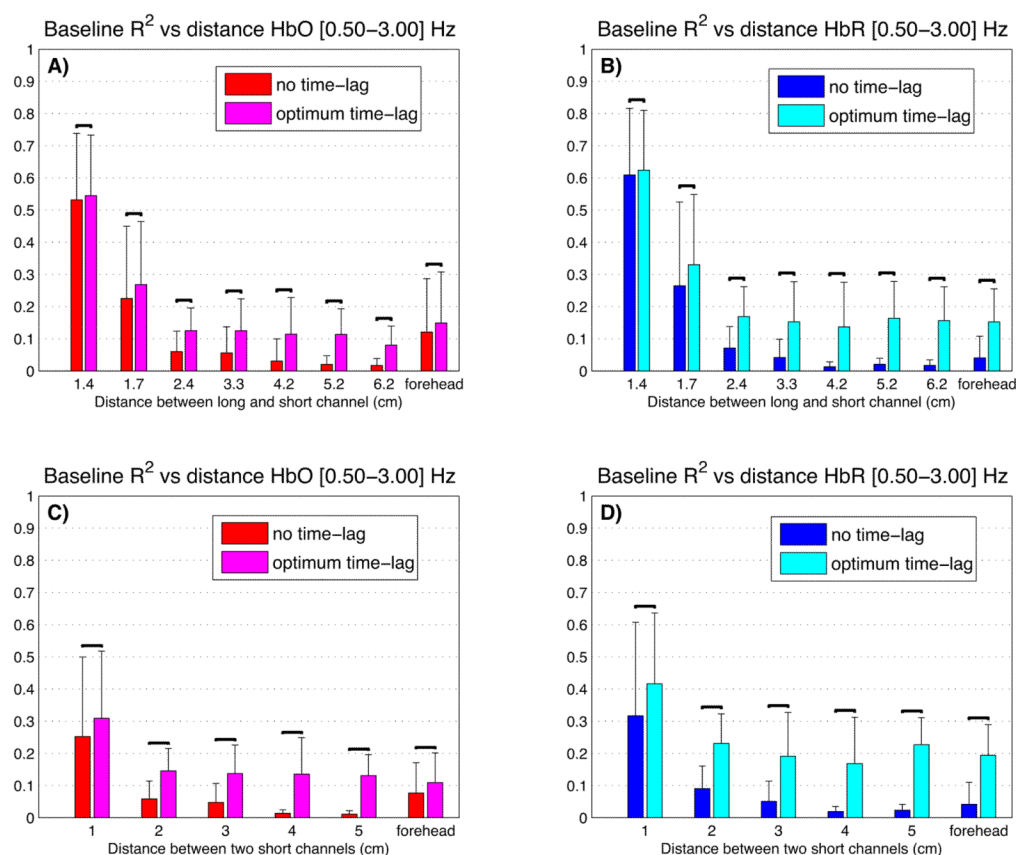 Baseline R2 vs distance HbO [0.50−3.00] Hz
A)
no time−lag
optimum time−lag
1
0.9
0.8
0.7
0.6
0.5
0.4
0.3
0.2
0.1
0
1.4 1.7 2.4 3.3 4.2 5.2 6.2 forehead
Distance between long and short channel (cm)
Baseline R2 vs distance HbR [0.50−3.00] Hz
B)
no time−lag
optimum time−lag
1
0.9
0.8
0.7
0.6
0.5
0.4
0.3
0.2
0.1
0
1.4 1.7 2.4 3.3 4.2 5.2 6.2 forehead
Distance between long and short channel (cm)
Baseline R2 vs distance HbO [0.50−3.00] Hz
C)
no time−lag
optimum time−lag
1
0.9
0.8
0.7
0.6
0.5
0.4
0.3
0.2
0.1
0
1 2 3 4 5 forehead
Distance between two short channels (cm)
Baseline R2 vs distance HbR [0.50−3.00] Hz
D)
no time−lag
optimum time−lag
1
0.9
0.8
0.7
0.6
0.5
0.4
0.3
0.2
0.1
0
1 2 3 4 5 forehead
Distance between two short channels (cm)